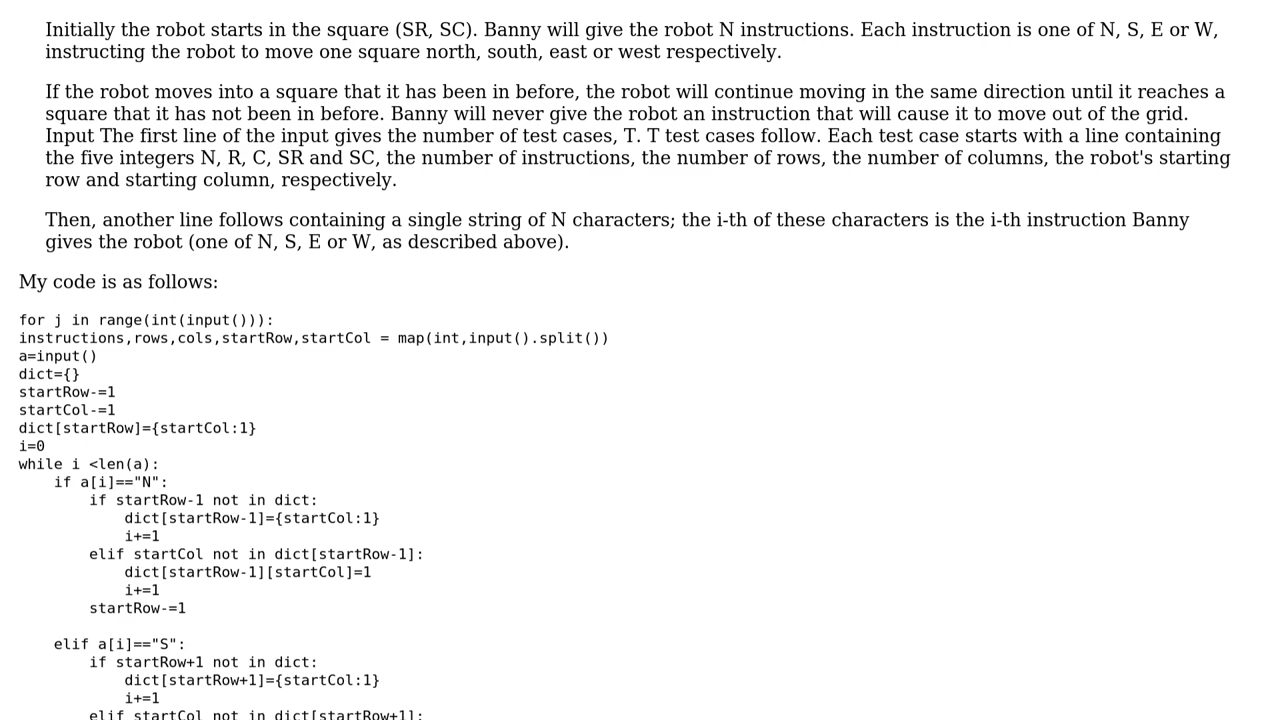 Initially the robot starts in the square (SR, SC). Banny will give the robot N instructions. Each instruction is one of N, S, E or W,
instructing the robot to move one square north, south, east or west respectively.
If the robot moves into a square that it has been in before, the robot will continue moving in the same direction until it reaches a
square that it has not been in before. Banny will never give the robot an instruction that will cause it to move out of the grid.
Input The first line of the input gives the number of test cases, T. T test cases follow. Each test case starts with a line containing
the five integers N, R, C, SR and SC, the number of instructions, the number of rows, the number of columns, the robot's starting
row and starting column, respectively.
Then, another line follows containing a single string of N characters; the i-th of these characters is the i-th instruction Banny
gives the robot (one of N, S, E or W, as described above).
My code is as follows:
for j in range(int(input())):
instructions,rows,cols,startRow,startCol = map(int,input().split())
a=input()
dict={}
startRow-=1
startCol-=1
dict[startRow]={startCol:1}
i=0
while i <len(a):
    if a[i]=="N":
        if startRow-1 not in dict:
            dict[startRow-1]={startCol:1}
            i+=1
        elif startCol not in dict[startRow-1]:
            dict[startRow-1][startCol]=1
            i+=1
        startRow-=1
    elif a[i]=="S":
        if startRow+1 not in dict:
            dict[startRow+1]={startCol:1}
            i+=1
        elif startCol not in dict[startRow+1]: